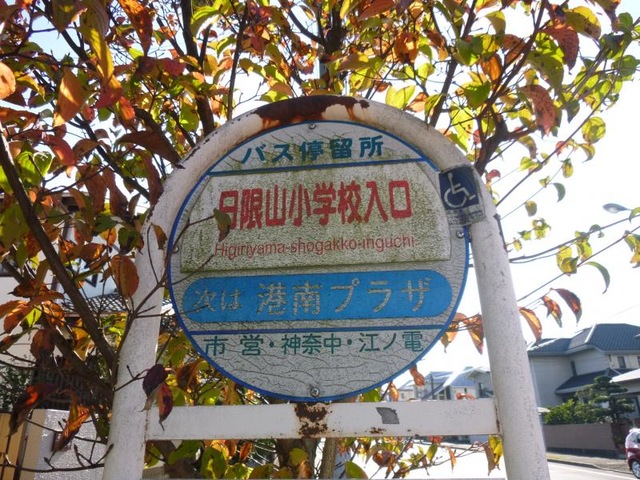 バス停留所
日限山小学校入口
Higiriyama-shogakko-iriguchi
次は 港南プラザ
市営・神奈中・江ノ電